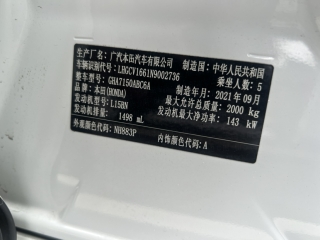 生产厂名：广汽本田汽车有限公司 制造国：中华人民共和国
车辆识别代号：LHGCV1661N9002736 乘坐人数：5
整车型号：GHA7150ABC6A 制造年月：2021年09月
品牌：本田(HONDA) 最大允许总质量：2000 kg
发动机型号：L15BN 发动机最大净功率：143 kW
发动机排量：1498 mL
外观颜色代码：NH883P 内饰颜色代码：A